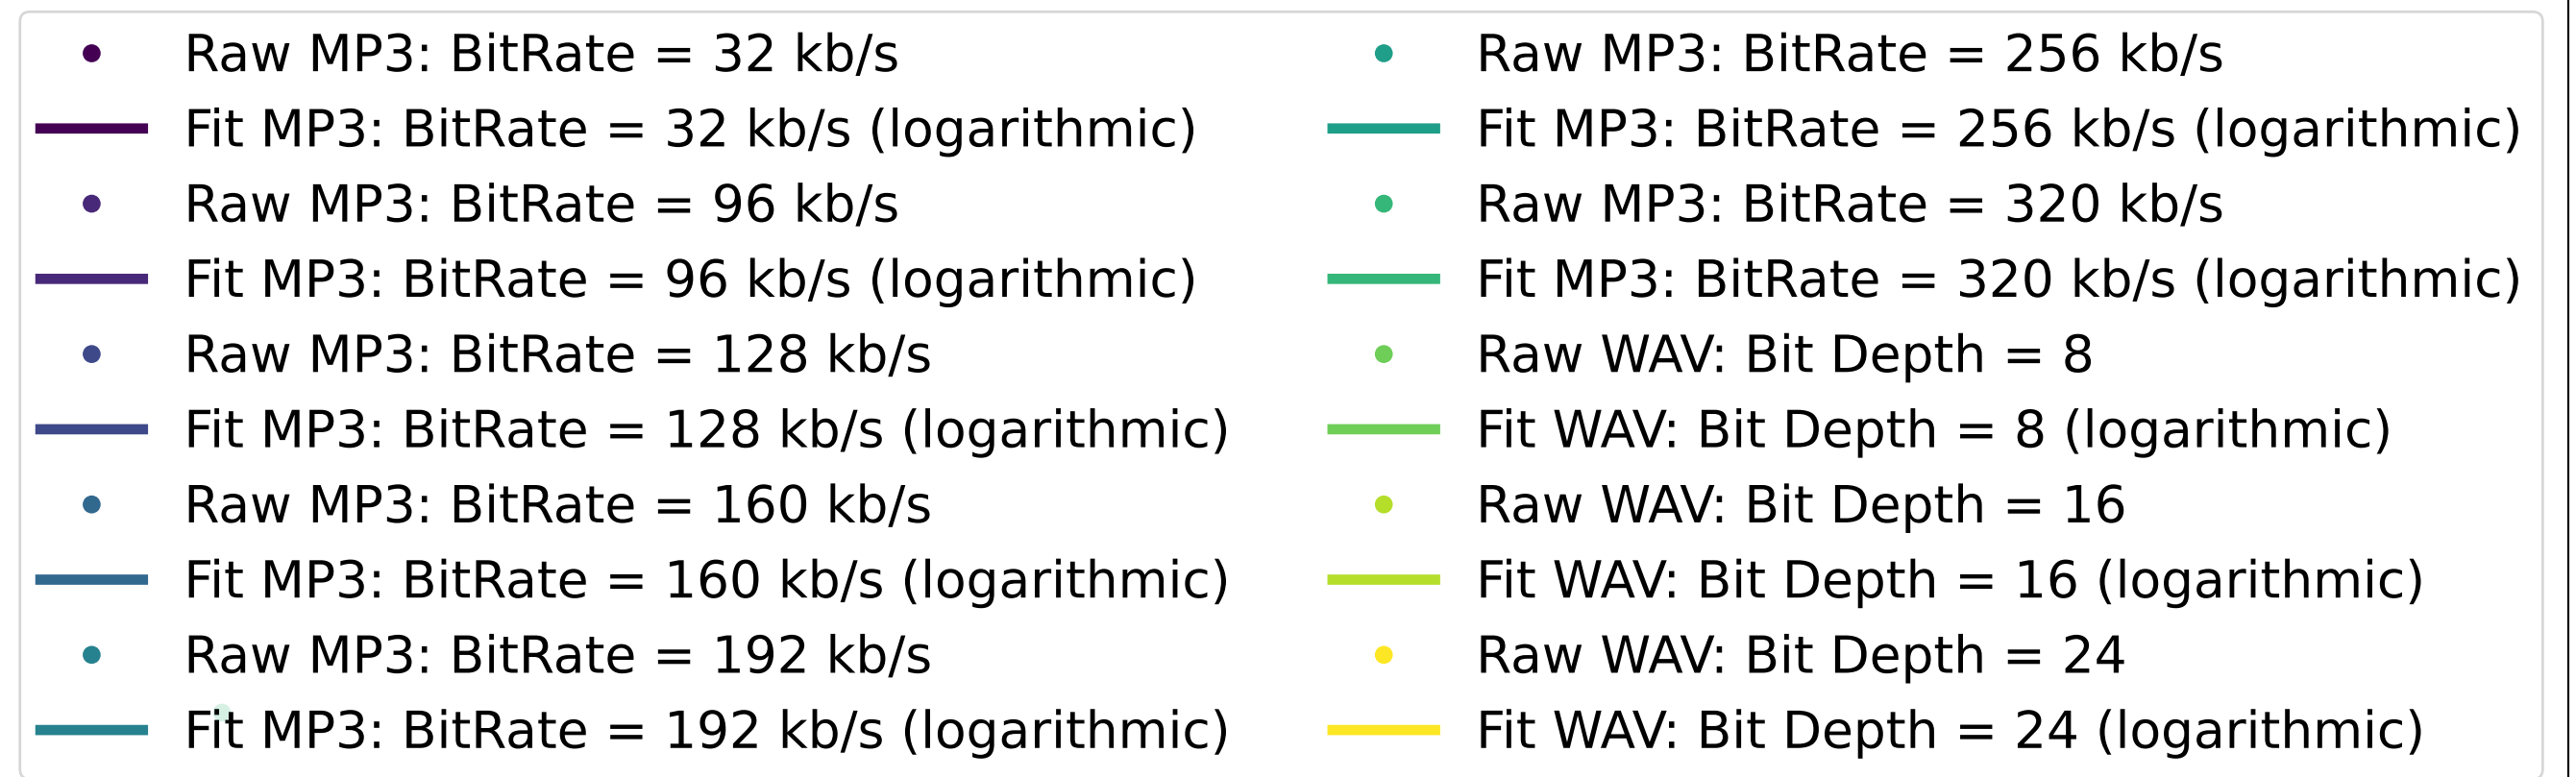 Raw MP3: BitRate = 32 kb/s
Fit MP3: BitRate = 32 kb/s (logarithmic)
Raw MP3: BitRate = 96 kb/s
Fit MP3: BitRate = 96 kb/s (logarithmic)
Raw MP3: BitRate = 128 kb/s
Fit MP3: BitRate = 128 kb/s (logarithmic)
Raw MP3: BitRate = 160 kb/s
Fit MP3: BitRate = 160 kb/s (logarithmic)
Raw MP3: BitRate = 192 kb/s
Fit MP3: BitRate = 192 kb/s (logarithmic)
Raw MP3: BitRate = 256 kb/s
Fit MP3: BitRate = 256 kb/s (logarithmic)
Raw MP3: BitRate = 320 kb/s
Fit MP3: BitRate = 320 kb/s (logarithmic)
Raw WAV: Bit Depth = 8
Fit WAV: Bit Depth = 8 (logarithmic)
Raw WAV: Bit Depth = 16
Fit WAV: Bit Depth = 16 (logarithmic)
Raw WAV: Bit Depth = 24
Fit WAV: Bit Depth = 24 (logarithmic)